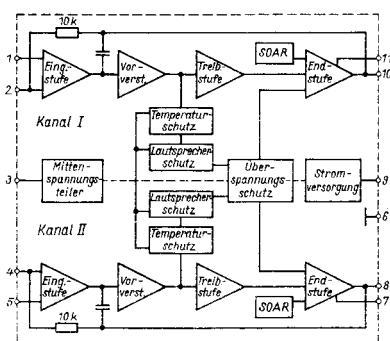 10k
1
2
Eing.-
stufe
Vor-
verst.
Treib.-
stufe
SOAR
End-
stufe
11
10
Kanal I
Temperatur-
schutz
Lautsprecher-
schutz
3
Mitten-
spannungs-
teiler
Über-
spannungs-
schutz
Strom-
versorgung
9
6
Kanal II
Lautsprecher-
schutz
Temperatur-
schutz
4
5
Eing.-
stufe
Vor-
verst.
Treib.-
stufe
End-
stufe
8
7
10k
SOAR